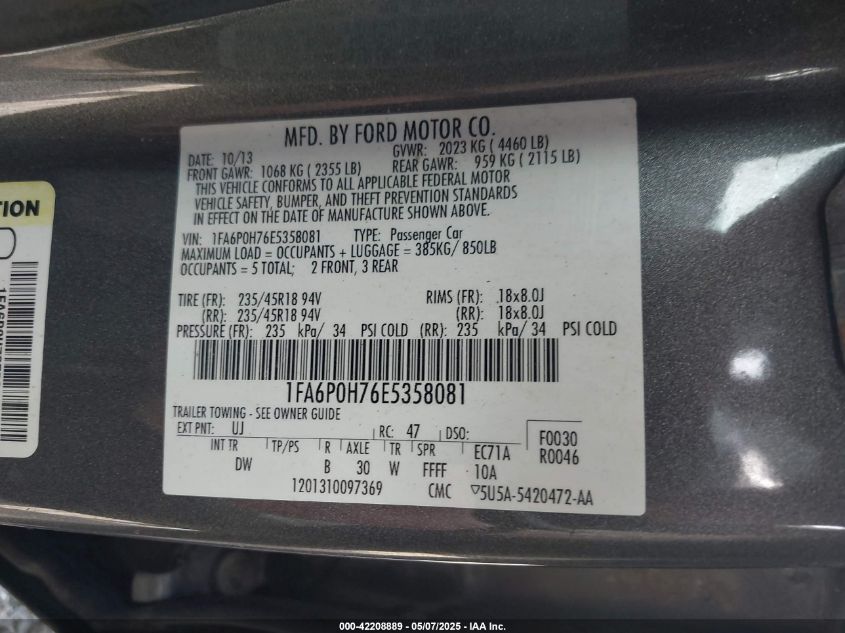 MFD. BY FORD MOTOR CO.
DATE: 10/13 GVWR: 2023 KG ( 4460 LB)
FRONT GAWR: 1068 KG ( 2355 LB) REAR GAWR: 959 KG ( 2115 LB)
THIS VEHICLE CONFORMS TO ALL APPLICABLE FEDERAL MOTOR
VEHICLE SAFETY, BUMPER, AND THEFT PREVENTION STANDARDS
IN EFFECT ON THE DATE OF MANUFACTURE SHOWN ABOVE.
VIN: 1FA6P0H76E5358081 TYPE: Passenger Car
MAXIMUM LOAD = OCCUPANTS + LUGGAGE = 385KG/ 850LB
OCCUPANTS = 5 TOTAL; 2 FRONT, 3 REAR
TIRE (FR): 235/45R18 94V RIMS (FR): 18x8.0J
(RR): 235/45R18 94V (RR): 18x8.0J
PRESSURE (FR): 235 kPa/ 34 PSI COLD (RR): 235 kPa/ 34 PSI COLD
1FA6P0H76E5358081
TRAILER TOWING - SEE OWNER GUIDE
EXT PNT: UJ RC: 47 DSO: F0030
INT TR TP/PS R AXLE TR SPR EC71A R0046
DW B 30 W FFFF 10A
1201310097369 CMC ▽5U5A-5420472-AA
TION
000-42208889 - 05/07/2025 - IAA Inc.